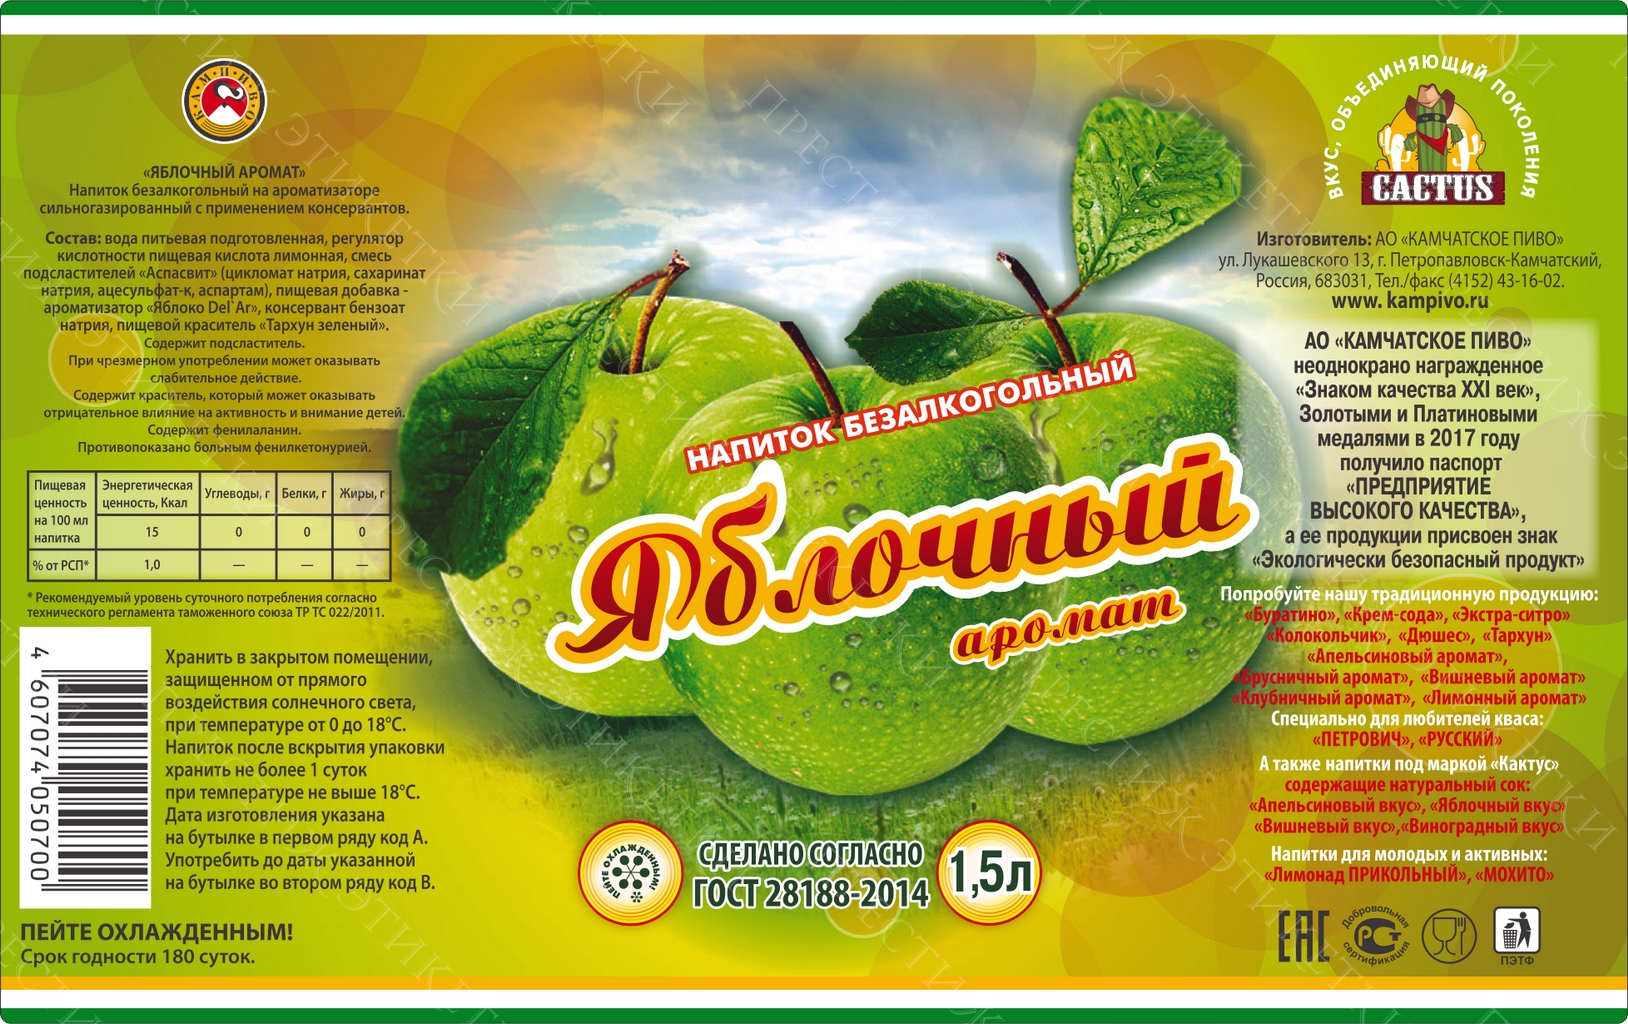 КАМПИВО
«ЯБЛОЧНЫЙ АРОМАТ»
Напиток безалкогольный на ароматизаторе
сильногазированный с применением консервантов.
Состав: вода питьевая подготовленная, регулятор
кислотности пищевая кислота лимонная, смесь
подсластителей «Аспасвит» (цикломат натрия, сахаринат
натрия, ацесульфат-к, аспартам), пищевая добавка -
ароматизатор «Яблоко Del`Ar», консервант бензоат
натрия, пищевой краситель «Тархун зеленый».
Содержит подсластитель.
При чрезмерном употреблении может оказывать
слабительное действие.
Содержит краситель, который может оказывать
отрицательное влияние на активность и внимание детей.
Содержит фенилаланин.
Противопоказано больным фенилкетонурией.
Пищевая ценность на 100 мл напитка
Энергетическая ценность, Ккал
Углеводы, г
Белки, г
Жиры, г
15 0 0 0
% от РСП* 1,0 — — —
* Рекомендуемый уровень суточного потребления согласно
технического регламента таможенного союза ТР ТС 022/2011.
4 607074 050700
Хранить в закрытом помещении,
защищенном от прямого
воздействия солнечного света,
при температуре от 0 до 18°С.
Напиток после вскрытия упаковки
хранить не более 1 суток
при температуре не выше 18°С.
Дата изготовления указана
на бутылке в первом ряду код А.
Употребить до даты указанной
на бутылке во втором ряду код В.
ПЕЙТЕ ОХЛАЖДЕННЫМ!
Срок годности 180 суток.
НАПИТОК БЕЗАЛКОГОЛЬНЫЙ
Яблочный
аромат
ПЕЙТЕ ОХЛАЖДЕННЫМ!
СДЕЛАНО СОГЛАСНО
ГОСТ 28188-2014
1,5л
ВКУС, ОБЪЕДИНЯЮЩИЙ ПОКОЛЕНИЯ
CACTUS
Изготовитель: АО «КАМЧАТСКОЕ ПИВО»
ул. Лукашевского 13, г. Петропавловск-Камчатский,
Россия, 683031, Тел./факс (4152) 43-16-02.
www. kampivo.ru
АО «КАМЧАТСКОЕ ПИВО»
неоднокрано награжденное
«Знаком качества XXI век»,
Золотыми и Платиновыми
медалями в 2017 году
получило паспорт
«ПРЕДПРИЯТИЕ
ВЫСОКОГО КАЧЕСТВА»,
а ее продукции присвоен знак
«Экологически безопасный продукт»
Попробуйте нашу традиционную продукцию:
«Буратино», «Крем-сода», «Экстра-ситро»
«Колокольчик», «Дюшес», «Тархун»
«Апельсиновый аромат»,
«Брусничный аромат», «Вишневый аромат»
«Клубничный аромат», «Лимонный аромат»
Специально для любителей кваса:
«ПЕТРОВИЧ», «РУССКИЙ»
А также напитки под маркой «Кактус»
содержащие натуральный сок:
«Апельсиновый вкус», «Яблочный вкус»
«Вишневый вкус»,«Виноградный вкус»
Напитки для молодых и активных:
«Лимонад ПРИКОЛЬНЫЙ», «МОХИТО»
ЕАС
Добровольная сертификация
РСТ
ПЭТФ
ПРЕСТИЖ ЭТИКЕТКИ